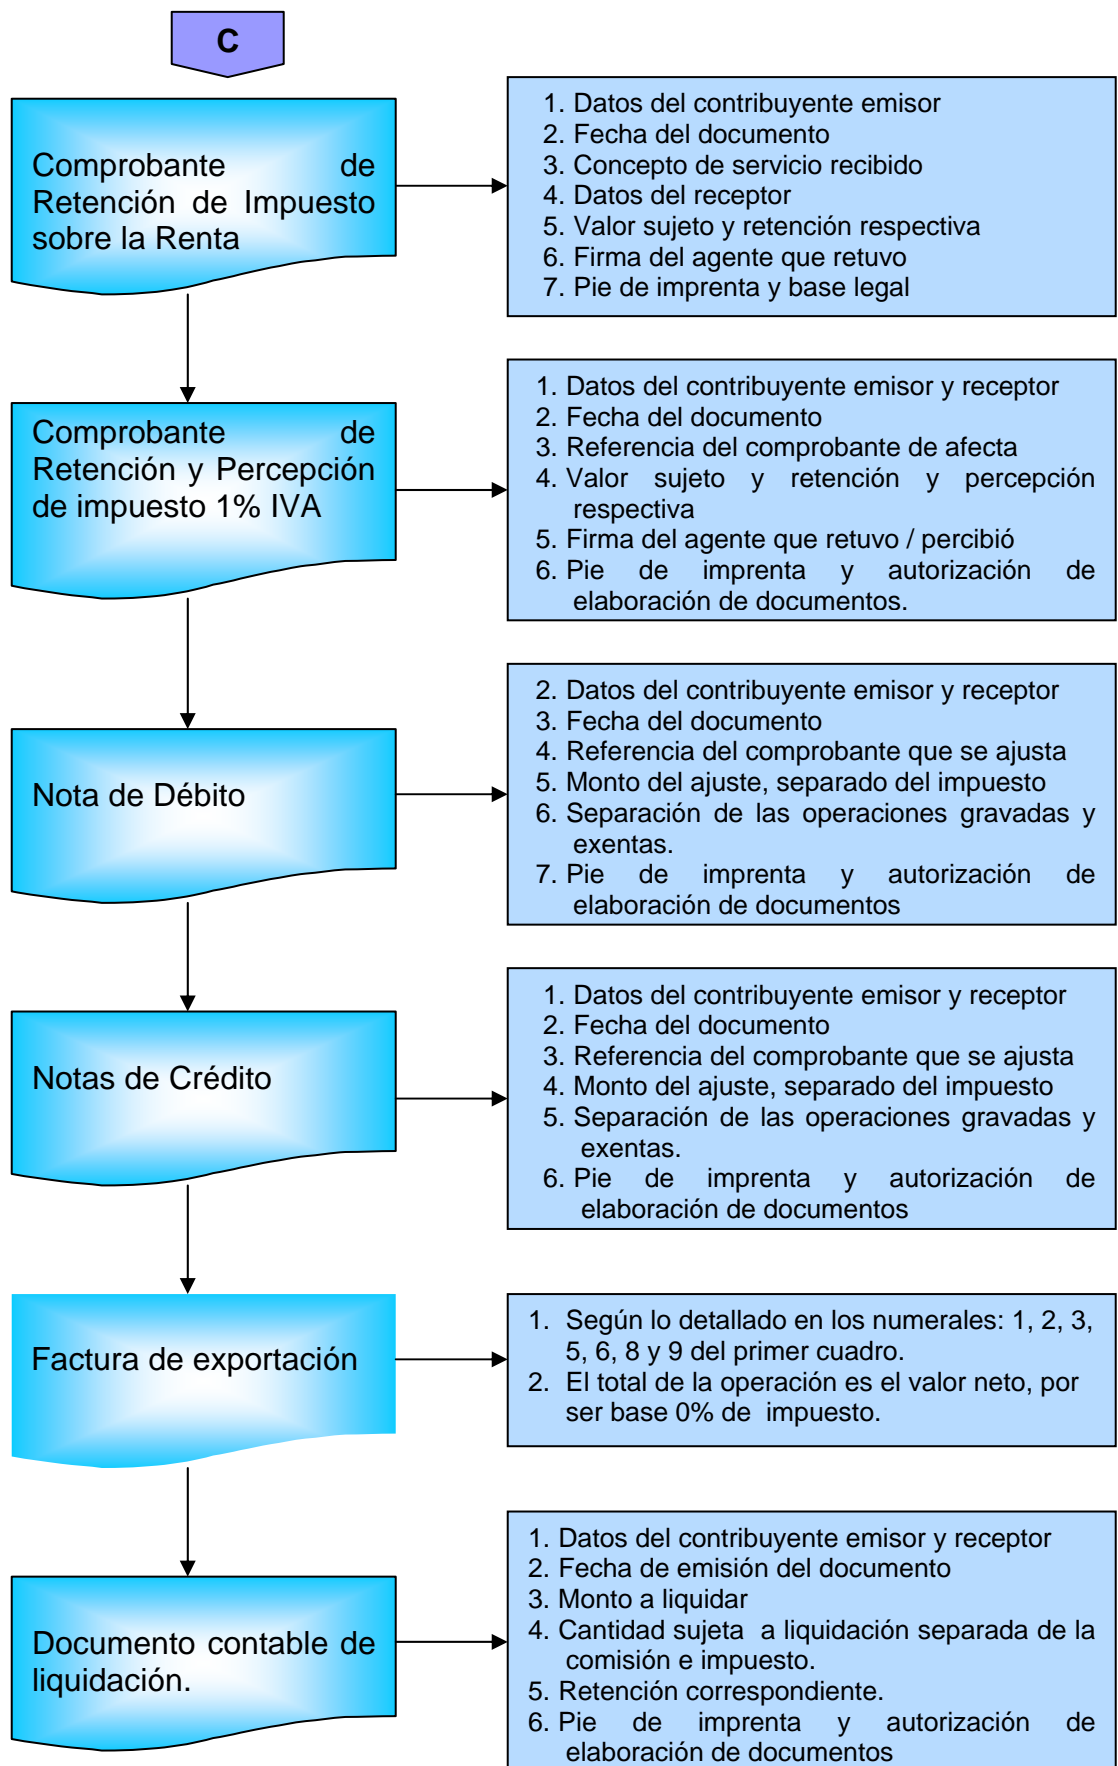 C
Comprobante de
Retención de Impuesto
sobre la Renta
1. Datos del contribuyente emisor
2. Fecha del documento
3. Concepto de servicio recibido
4. Datos del receptor
5. Valor sujeto y retención respectiva
6. Firma del agente que retuvo
7. Pie de imprenta y base legal
Comprobante de
Retención y Percepción
de impuesto 1% IVA
1. Datos del contribuyente emisor y receptor
2. Fecha del documento
3. Referencia del comprobante de afecta
4. Valor sujeto y retención y percepción
respectiva
5. Firma del agente que retuvo / percibió
6. Pie de imprenta y autorización de
elaboración de documentos.
Nota de Débito
2. Datos del contribuyente emisor y receptor
3. Fecha del documento
4. Referencia del comprobante que se ajusta
5. Monto del ajuste, separado del impuesto
6. Separación de las operaciones gravadas y
exentas.
7. Pie de imprenta y autorización de
elaboración de documentos
Notas de Crédito
1. Datos del contribuyente emisor y receptor
2. Fecha del documento
3. Referencia del comprobante que se ajusta
4. Monto del ajuste, separado del impuesto
5. Separación de las operaciones gravadas y
exentas.
6. Pie de imprenta y autorización de
elaboración de documentos
Factura de exportación
1. Según lo detallado en los numerales: 1, 2, 3,
5, 6, 8 y 9 del primer cuadro.
2. El total de la operación es el valor neto, por
ser base 0% de impuesto.
Documento contable de
liquidación.
1. Datos del contribuyente emisor y receptor
2. Fecha de emisión del documento
3. Monto a liquidar
4. Cantidad sujeta a liquidación separada de la
comisión e impuesto.
5. Retención correspondiente.
6. Pie de imprenta y autorización de
elaboración de documentos